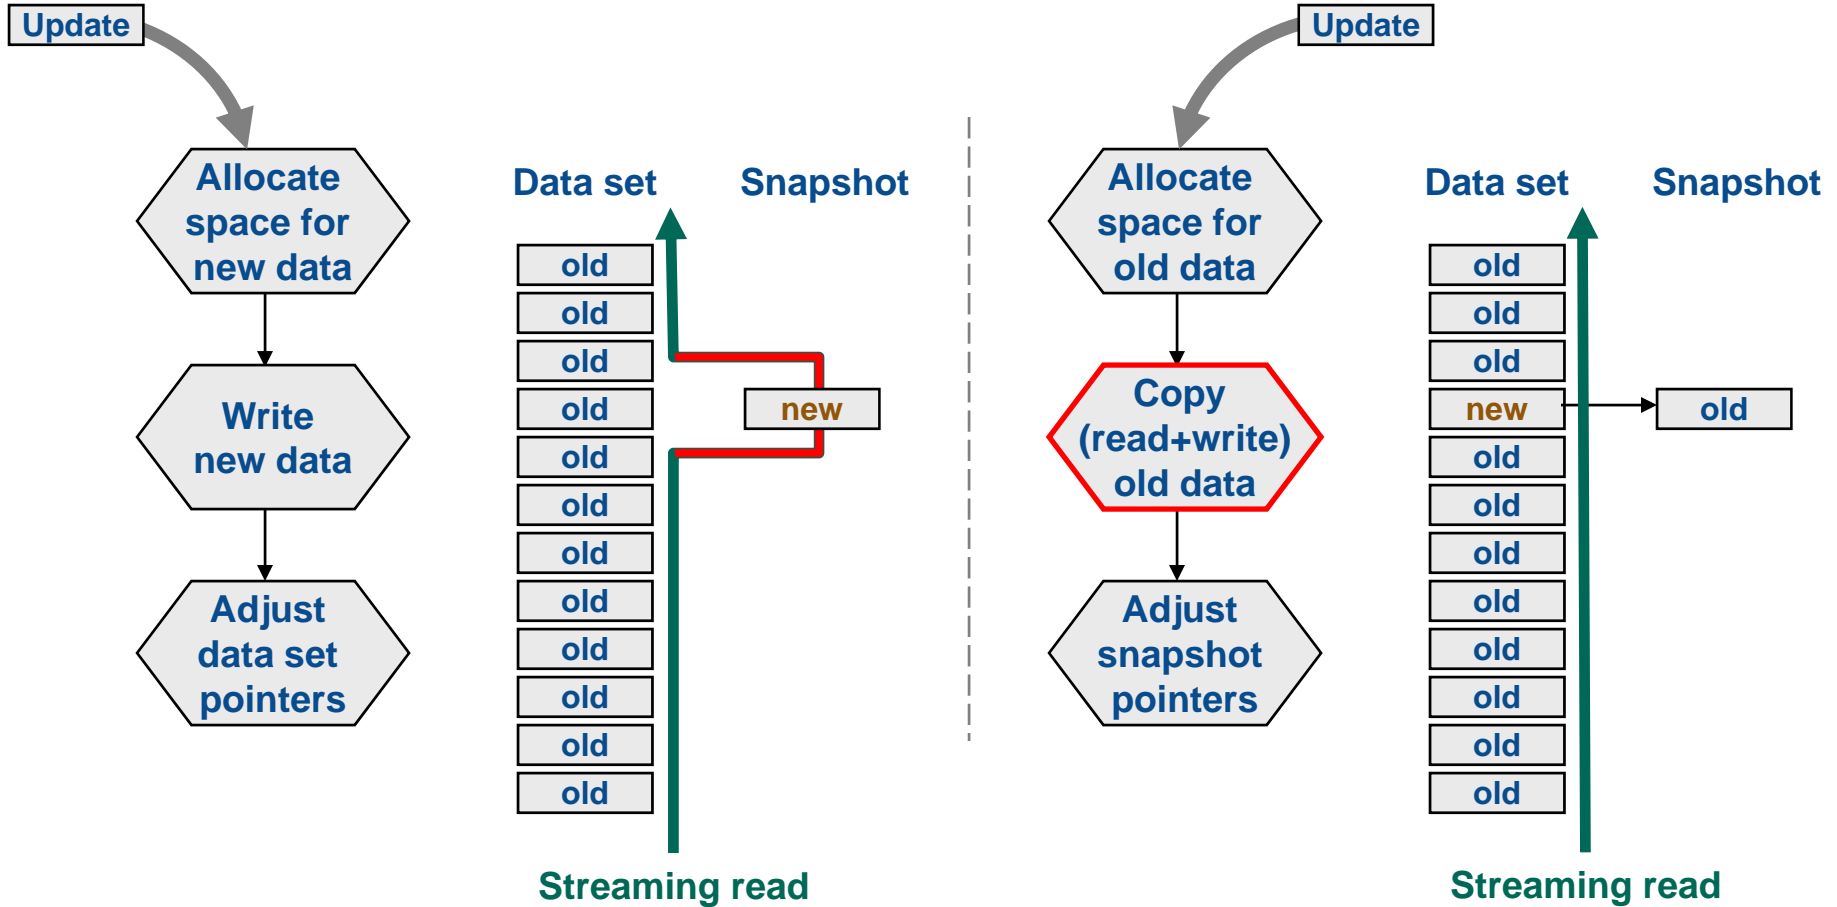 Update
Allocate
space for
new data
Write
new data
Adjust
data set
pointers
Data set
Snapshot
old
old
old
old
new
old
old
old
old
old
old
old
old
Streaming read
Update
Allocate
space for
old data
Copy
(read+write)
old data
Adjust
snapshot
pointers
Data set
Snapshot
old
old
old
new
old
old
old
old
old
old
old
old
old
Streaming read